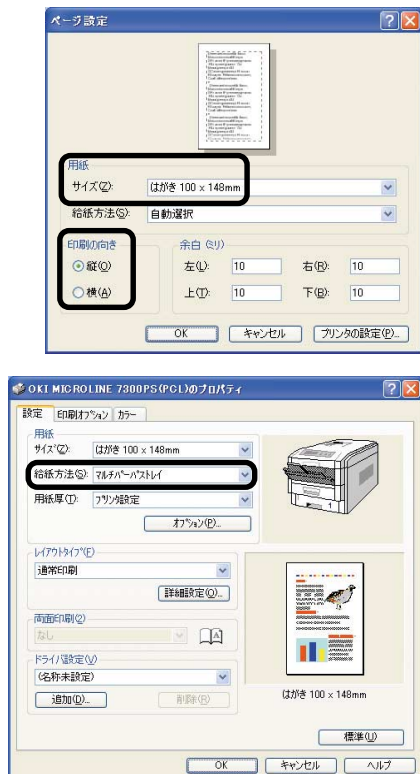 ページ設定
用紙
サイズ(Z): はがき 100 x 148mm
給紙方法(S): 自動選択
印刷の向き
縦(O)
横(A)
余白 (ミリ)
左(L): 10 右(R): 10
上(T): 10 下(B): 10
OK キャンセル プリンタの設定(P)...
OKI MICROLINE 7300PS(PCL)のプロパティ
設定 印刷オプション カラー
用紙
サイズ(Z): はがき 100 x 148mm
給紙方法(S): マルチパーパストレイ
用紙厚(T): プリンタ設定
オプション(P)...
レイアウトタイプ(F)
通常印刷
詳細設定(O)...
両面印刷(2)
なし
ドライバ設定(V)
(名称未設定)
追加(D)... 削除(R)
はがき 100 x 148mm
標準(U)
OK キャンセル ヘルプ